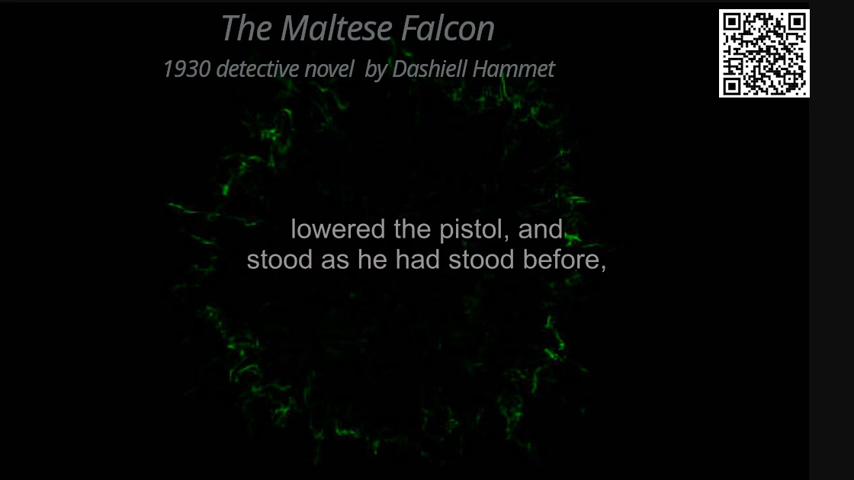 The Maltese Falcon
1930 detective novel by Dashiell Hammet
lowered the pistol, and
stood as he had stood before,